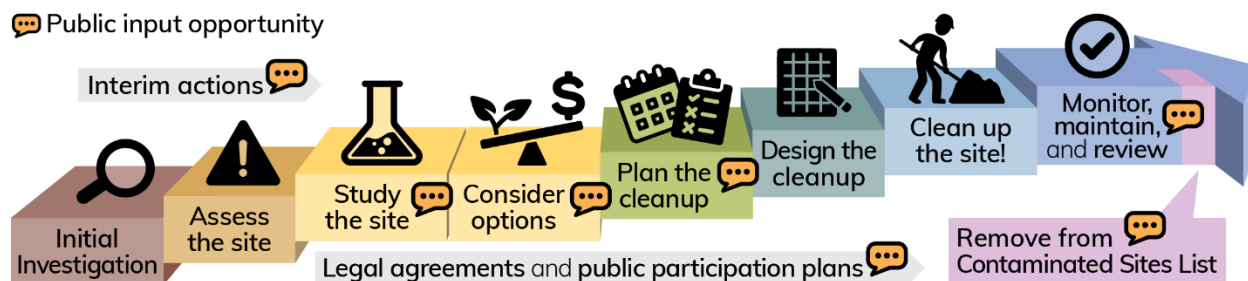 Public input opportunity
Interim actions
Initial
Investigation
Assess
the site
Study
the site
Consider
options
Plan the
cleanup
Design the
cleanup
Clean up
the site!
Monitor,
maintain,
and review
Legal agreements and public participation plans
Remove from
Contaminated Sites List